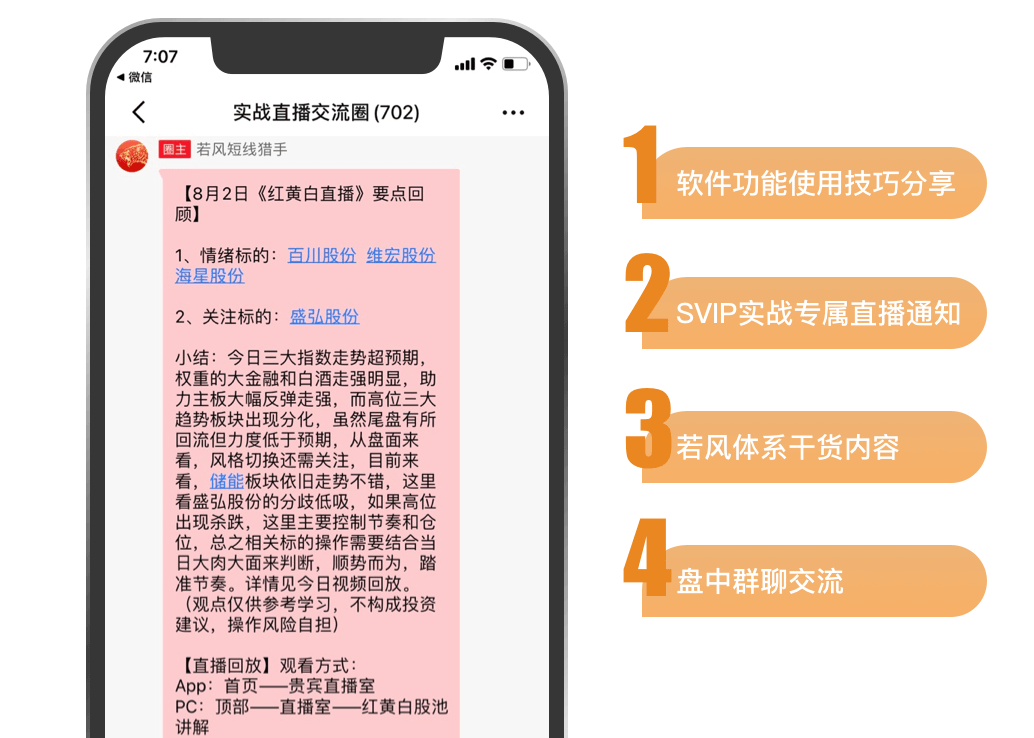 7:07
微信
实战直播交流圈(702)
圈主 若风短线猎手
【8月2日《红黄白直播》要点回
顾】
1、情绪标的：百川股份 维宏股份
海星股份
2、关注标的：盛弘股份
小结：今日三大指数走势超预期，
权重的大金融和白酒走强明显，助
力主板大幅反弹走强，而高位三大
趋势板块出现分化，虽然尾盘有所
回流但力度低于预期，从盘面来
看，风格切换还需关注，目前来
看，储能板块依旧走势不错，这里
看盛弘股份的分歧低吸，如果高位
出现杀跌，这里主要控制节奏和仓
位，总之相关标的操作需要结合当
日大肉大面来判断，顺势而为，踏
准节奏。详情见今日视频回放。
（观点仅供参考学习，不构成投资
建议，操作风险自担）
【直播回放】观看方式：
App：首页——贵宾直播室
PC：顶部——直播室——红黄白股池
讲解
1 软件功能使用技巧分享
2 SVIP实战专属直播通知
3 若风体系干货内容
4 盘中群聊交流